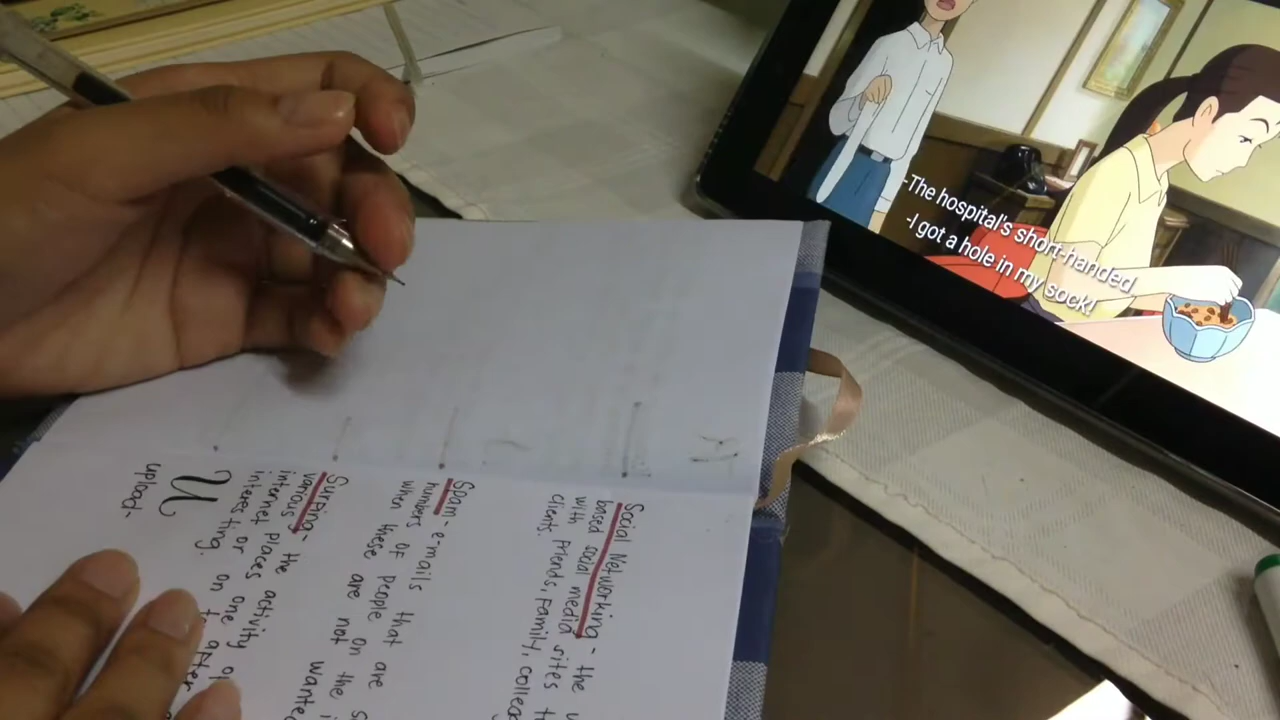 -The hospital's short-handed
-I got a hole in my sock!
Social Networking - the
based social media sites
with friends, family,
clients.
Spam - e-mails that are
numbers of people on the
when these are not
Surfing - the activity
various
internet places
interesting. on
U
upload-